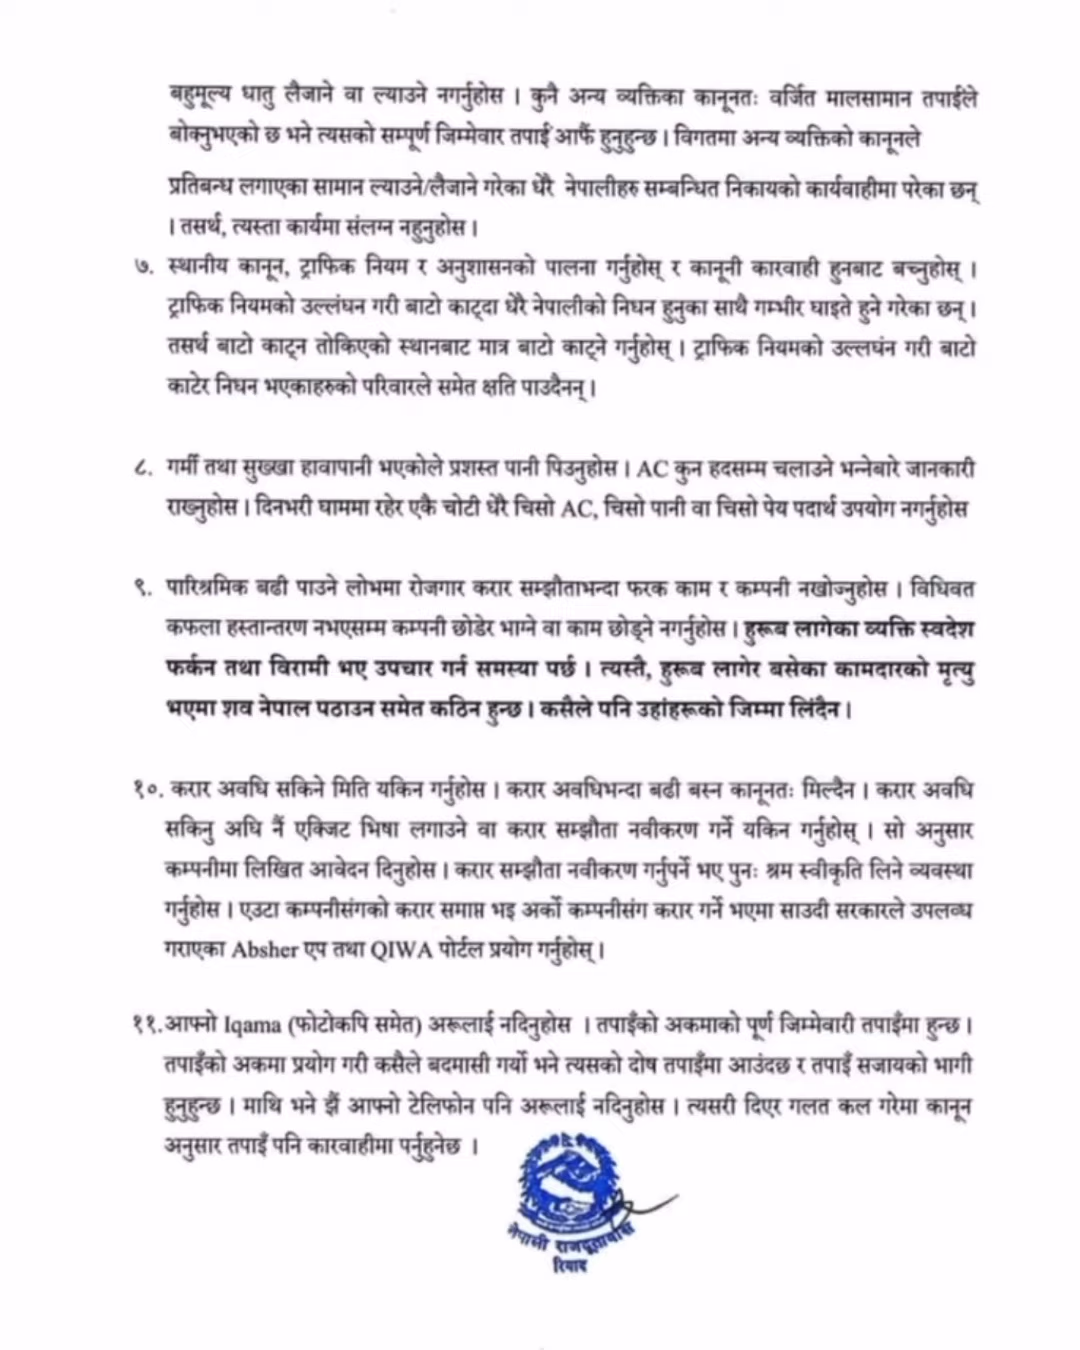 बहुमूल्य धातु लैजाने वा ल्याउने नगर्नुहोस । कुनै अन्य व्यक्तिका कानूनतः वर्जित मालसामान तपाईले
बोक्नुभएको छ भने त्यसको सम्पूर्ण जिम्मेवार तपाईं आफैं हुनुहुन्छ । विगतमा अन्य व्यक्तिको कानूनले
प्रतिबन्ध लगाएका सामान ल्याउने/लैजाने गरेका धेरै नेपालीहरु सम्बन्धित निकायको कार्यवाहीमा परेका छन्
। तसर्थ, त्यस्ता कार्यमा संलग्न नहुनुहोस ।
७. स्थानीय कानून, ट्राफिक नियम र अनुशासनको पालना गर्नुहोस् र कानूनी कारवाही हुनबाट बच्नुहोस् ।
ट्राफिक नियमको उल्लंघन गरी बाटो काट्दा धेरै नेपालीको निधन हुनुका साथै गम्भीर घाइते हुने गरेका छन् ।
तसर्थ बाटो काट्न तोकिएको स्थानबाट मात्र बाटो काट्ने गर्नुहोस् । ट्राफिक नियमको उल्लघंन गरी बाटो
काटेर निधन भएकाहरुको परिवारले समेत क्षति पाउदैनन् ।
८. गर्मी तथा सुख्खा हावापानी भएकोले प्रशस्त पानी पिउनुहोस । AC कुन हदसम्म चलाउने भन्नेबारे जानकारी
राख्नुहोस । दिनभरी घाममा रहेर एकै चोटी धेरै चिसो AC, चिसो पानी वा चिसो पेय पदार्थ उपयोग नगर्नुहोस
९. पारिश्रमिक बढी पाउने लोभमा रोजगार करार सम्झौताभन्दा फरक काम र कम्पनी नखोज्नुहोस । विधिवत
कफला हस्तान्तरण नभएसम्म कम्पनी छोडेर भाग्ने वा काम छोड्ने नगर्नुहोस । हुरूब लागेका व्यक्ति स्वदेश
फर्कन तथा विरामी भए उपचार गर्न समस्या पर्छ । त्यस्तै, हुरूब लागेर बसेका कामदारको मृत्यु
भएमा शव नेपाल पठाउन समेत कठिन हुन्छ । कसैले पनि उहांहरूको जिम्मा लिंदैन ।
१०. करार अवधि सकिने मिति यकिन गर्नुहोस । करार अवधिभन्दा बढी बस्न कानूनतः मिल्दैन । करार अवधि
सकिनु अघि नैं एक्जिट भिषा लगाउने वा करार सम्झौता नवीकरण गर्ने यकिन गर्नुहोस् । सो अनुसार
कम्पनीमा लिखित आवेदन दिनुहोस । करार सम्झौता नवीकरण गर्नुपर्ने भए पुनः श्रम स्वीकृति लिने व्यवस्था
गर्नुहोस । एउटा कम्पनीसंगको करार समाप्त भइ अर्को कम्पनीसंग करार गर्ने भएमा साउदी सरकारले उपलव्ध
गराएका Absher एप तथा QIWA पोर्टल प्रयोग गर्नुहोस् ।
११. आफ्नो Iqama (फोटोकपि समेत) अरूलाई नदिनुहोस । तपाइँको अकमाको पूर्ण जिम्मेवारी तपाइँमा हुन्छ ।
तपाइँको अकमा प्रयोग गरी कसैले बदमासी गर्यो भने त्यसको दोष तपाइँमा आउंदछ र तपाइँ सजायको भागी
हुनुहुन्छ । माथि भने झैं आफ्नो टेलिफोन पनि अरूलाई नदिनुहोस । त्यसरी दिएर गलत कल गरेमा कानून
अनुसार तपाइँ पनि कारवाहीमा पर्नुहुनेछ ।
नेपाली राजदूतावास
रियाद